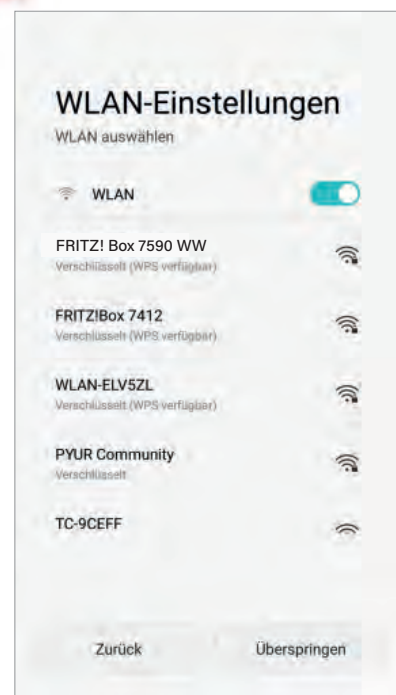 WLAN-Einstellungen
WLAN auswählen
WLAN
FRITZ! Box 7590 WW
Verschlüsselt (WPS verfügbar)
FRITZ!Box 7412
Verschlüsselt (WPS verfügbar)
WLAN-ELV5ZL
Verschlüsselt (WPS verfügbar)
PYUR Community
Verschlüsselt
TC-9CEFF
Zurück Überspringen